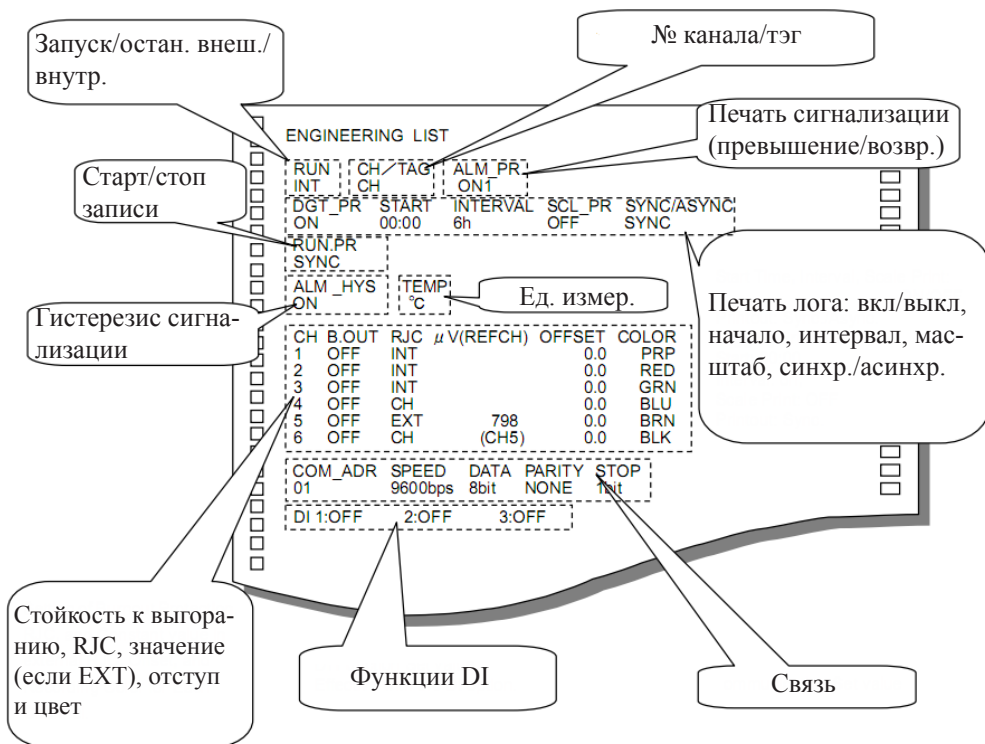 Запуск/остан. внеш./
внутр.
№ канала/тэг
Печать сигнализации
(превышение/возвр.)
Старт/стоп
записи
ENGINEERING LIST
RUN CH/TAG ALM_PR
INT CH ON1
DGT_PR START INTERVAL SCL_PR SYNC/ASYNC
ON 00:00 6h OFF SYNC
RUN.PR
SYNC
ALM _HYS TEMP
ON °C
Ед. измер.
Гистерезис сигна-
лизации
Печать лога: вкл/выкл,
начало, интервал, мас-
штаб, синхр./асинхр.
CH B.OUT RJC μV(REFCH) OFFSET COLOR
1 OFF INT 0.0 PRP
2 OFF INT 0.0 RED
3 OFF INT 0.0 GRN
4 OFF CH 0.0 BLU
5 OFF EXT 798 0.0 BRN
6 OFF CH (CH5) 0.0 BLK
COM_ADR SPEED DATA PARITY STOP
01 9600bps 8bit NONE 1bit
DI 1:OFF 2:OFF 3:OFF
Стойкость к выгора-
нию, RJC, значение
(если EXT), отступ
и цвет
Функции DI
Связь